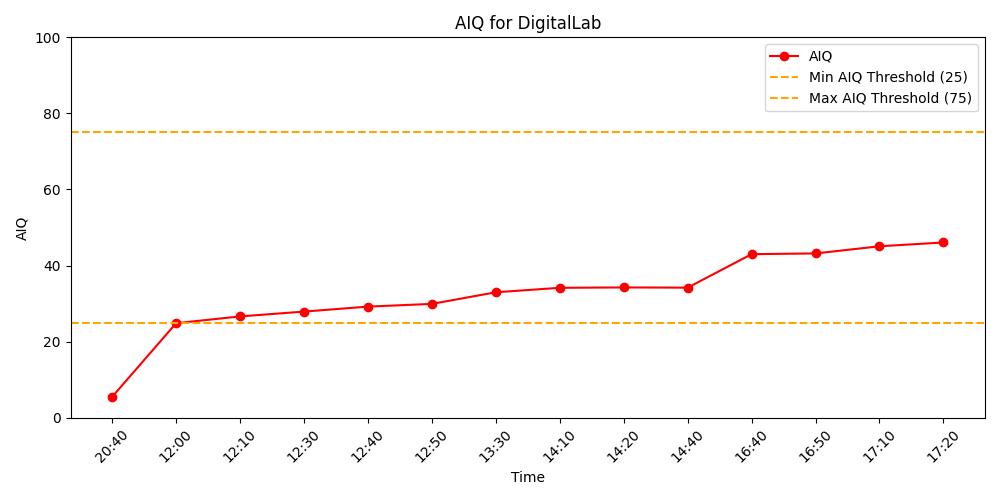 AIQ for DigitalLab
AIQ
Min AIQ Threshold (25)
Max AIQ Threshold (75)
100
80
60
40
20
0
AIQ
20:40 12:00 12:10 12:30 12:40 12:50 13:30 14:10 14:20 14:40 16:40 16:50 17:10 17:20
Time